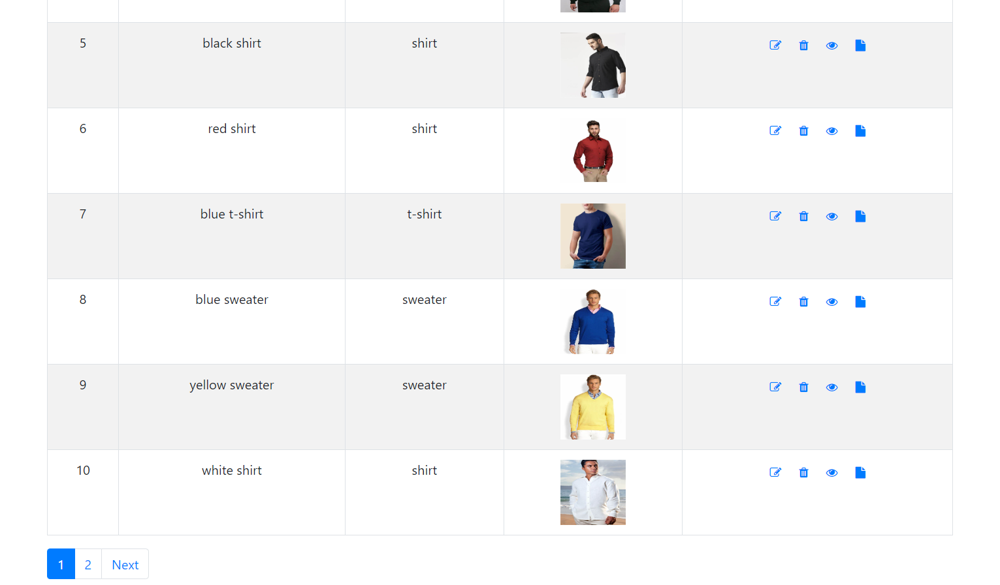 5 black shirt shirt
6 red shirt shirt
7 blue t-shirt t-shirt
8 blue sweater sweater
9 yellow sweater sweater
10 white shirt shirt
1 2 Next